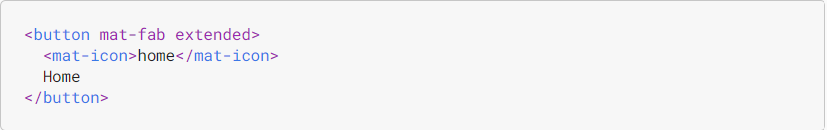 <button mat-fab extended>
  <mat-icon>home</mat-icon>
  Home
</button>